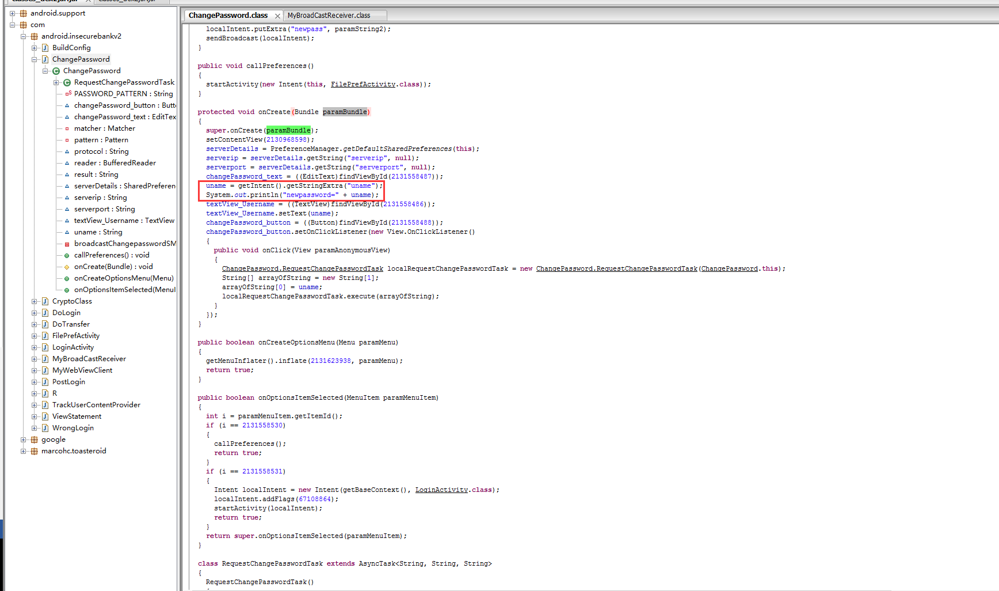 ChangePassword.class
MyBroadCastReceiver.class
android.support
com
android.insecurebankv2
BuildConfig
ChangePassword
ChangePassword
RequestChangePasswordTask
PASSWORD_PATTERN : String
changePassword_button : Butt
changePassword_text : EditTex
matcher : Matcher
pattern : Pattern
protocol : String
reader : BufferedReader
result : String
serverDetails : SharedPreferen
serverip : String
serverport : String
textView_Username : TextView
uname : String
broadcastChangepasswordSM
callPreferences() : void
onCreate(Bundle) : void
onCreateOptionsMenu(Menu)
onOptionsItemSelected(MenuI
CryptoClass
DoLogin
DoTransfer
FilePrefActivity
LoginActivity
MyBroadCastReceiver
MyWebViewClient
PostLogin
R
TrackUserContentProvider
ViewStatement
WrongLogin
google
marcohc.toasteroid
localIntent.putExtra("newpass", paramString2);
sendBroadcast(localIntent);
}
public void callPreferences()
{
startActivity(new Intent(this, FilePrefActivity.class));
}
protected void onCreate(Bundle paramBundle)
{
super.onCreate(paramBundle);
setContentView(2130968598);
serverDetails = PreferenceManager.getDefaultSharedPreferences(this);
serverip = serverDetails.getString("serverip", null);
serverport = serverDetails.getString("serverport", null);
changePassword_text = ((EditText)findViewById(2131558487));
uname = getIntent().getStringExtra("uname");
System.out.println("newpassword=" + uname);
textView_Username = ((TextView)findViewById(2131558486));
textView_Username.setText(uname);
changePassword_button = ((Button)findViewById(2131558488));
changePassword_button.setOnClickListener(new View.OnClickListener()
{
public void onClick(View paramAnonymousView)
{
ChangePassword.RequestChangePasswordTask localRequestChangePasswordTask = new ChangePassword.RequestChangePasswordTask(ChangePassword.this);
String[] arrayOfString = new String[1];
arrayOfString[0] = uname;
localRequestChangePasswordTask.execute(arrayOfString);
}
});
}
public boolean onCreateOptionsMenu(Menu paramMenu)
{
getMenuInflater().inflate(2131623938, paramMenu);
return true;
}
public boolean onOptionsItemSelected(MenuItem paramMenuItem)
{
int i = paramMenuItem.getItemId();
if (i == 2131558530)
{
callPreferences();
return true;
}
if (i == 2131558531)
{
Intent localIntent = new Intent(getBaseContext(), LoginActivity.class);
localIntent.addFlags(67108864);
startActivity(localIntent);
return true;
}
return super.onOptionsItemSelected(paramMenuItem);
}
class RequestChangePasswordTask extends AsyncTask<String, String, String>
{
RequestChangePasswordTask()